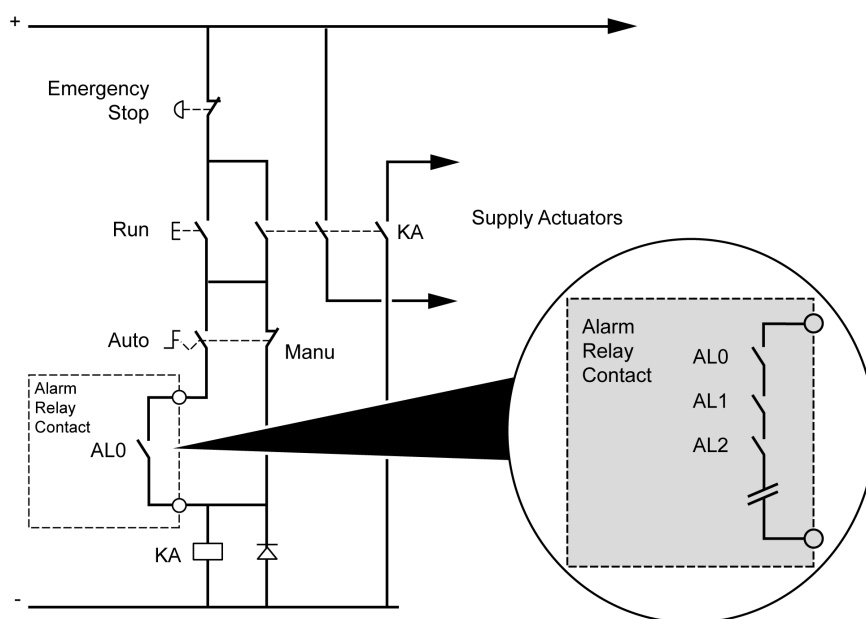 +
Emergency
Stop
Run
KA
Supply Actuators
Auto
Manu
Alarm
Relay
Contact
AL0
KA
-
Alarm
Relay
Contact
AL0
AL1
AL2